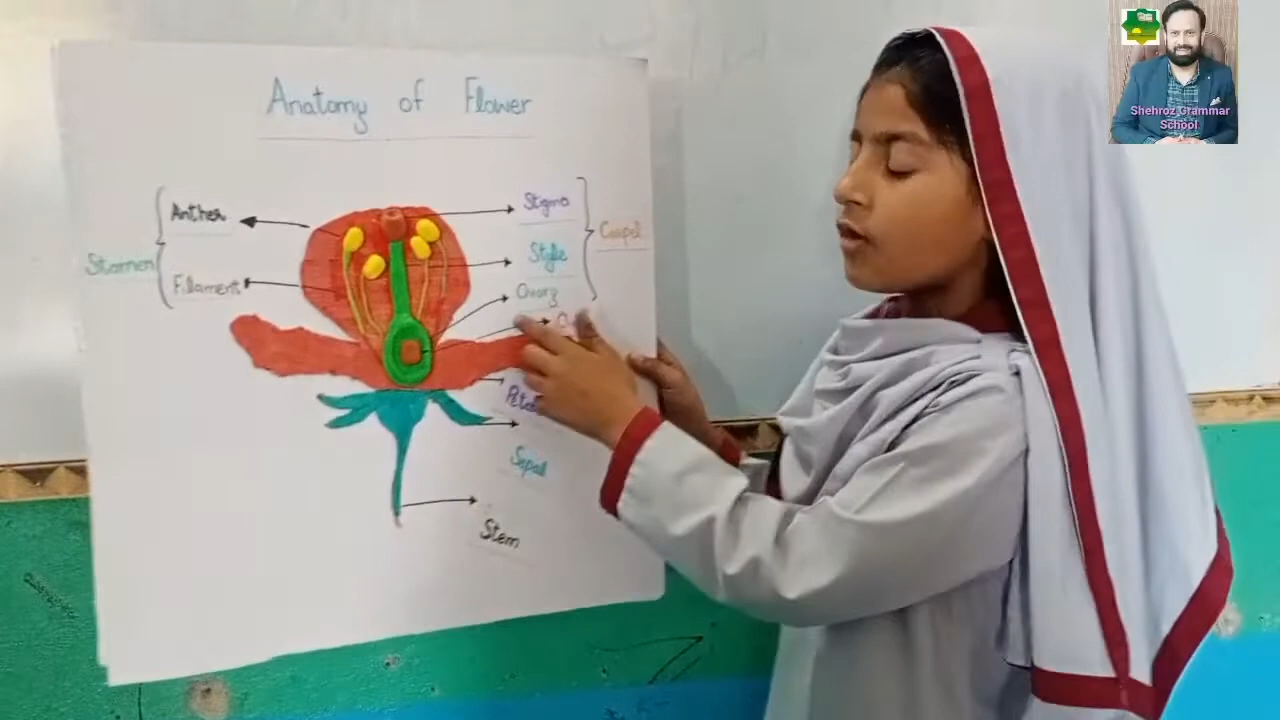 Anatomy of Flower
Anther
Filament
Stamen
Stigma
Style
Ovary
Carpel
Sepal
Stem
Shehroz Grammar
School